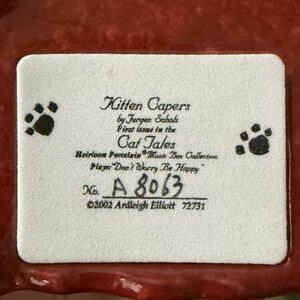 Kitten Capers
by Jurgen Scholz
First issue in the
Cat Tales
Heirloom Porcelain® Music Box Collection
Plays: "Don't Worry Be Happy"
No. A 8063
©2002 Ardleigh Elliott 72731